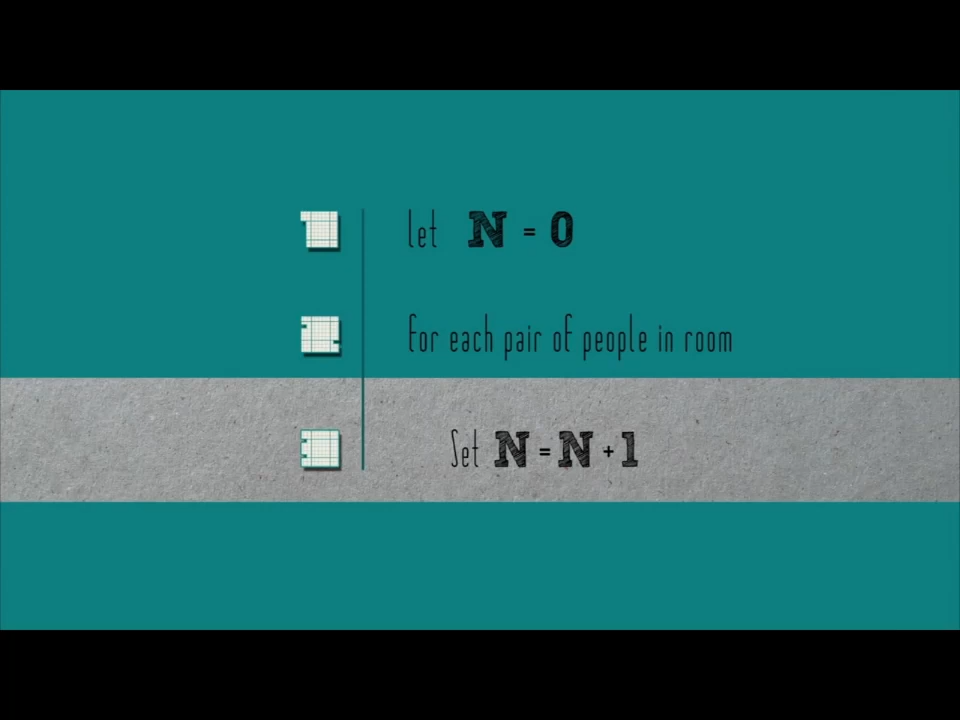 let N = 0
for each pair of people in room
Set N = N + 1